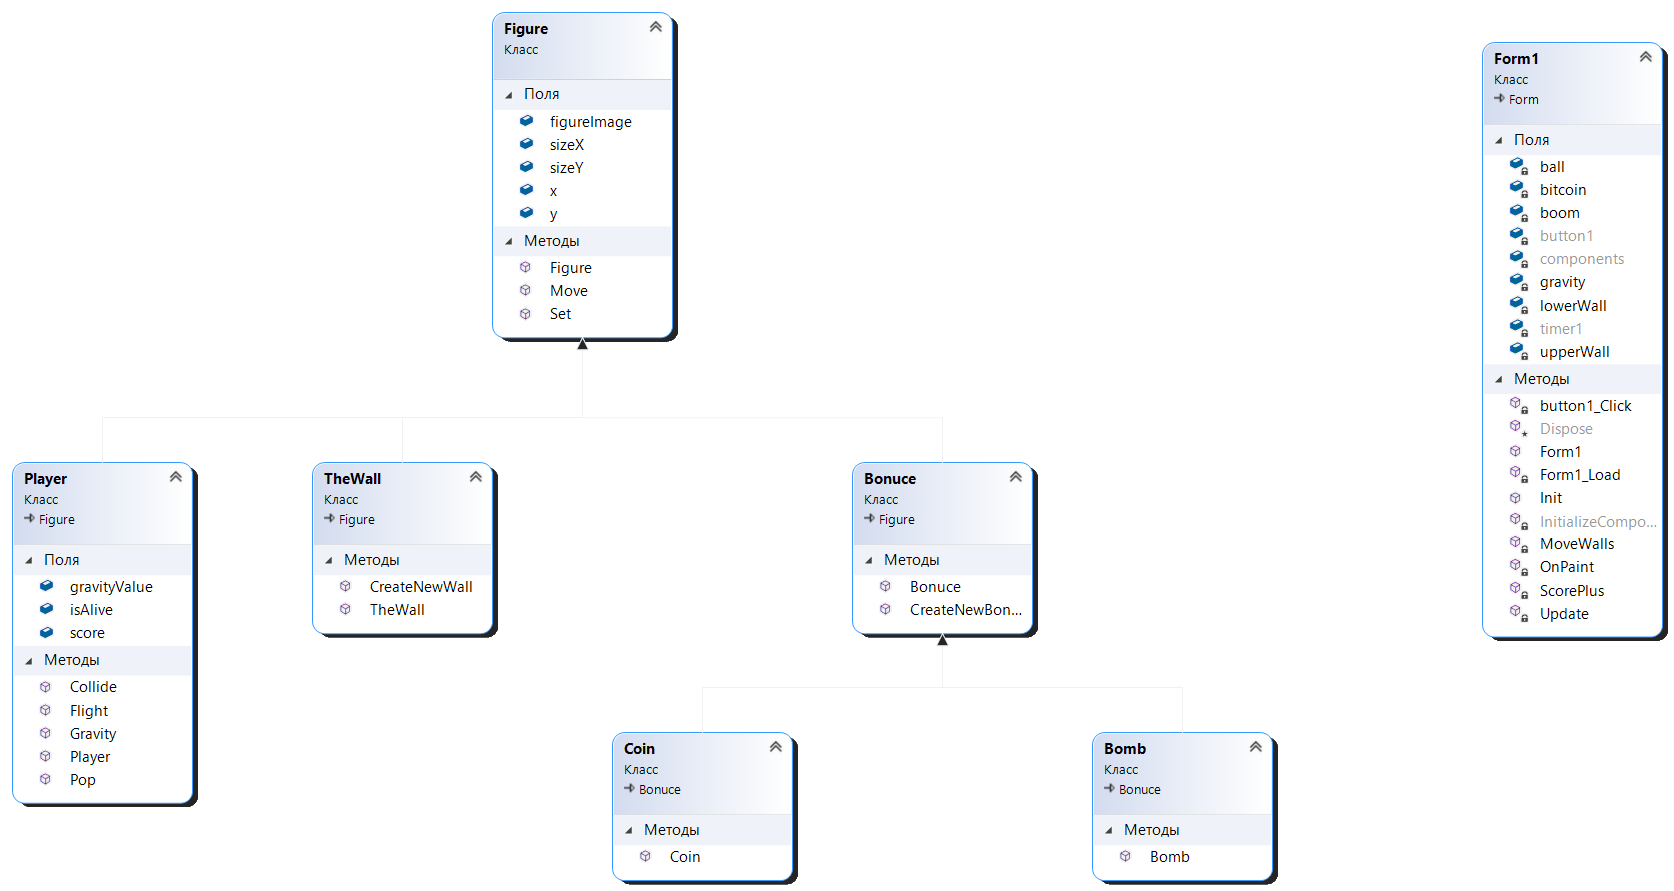 Figure
Класс
Поля
figureImage
sizeX
sizeY
x
y
Методы
Figure
Move
Set
Form1
Класс
Form
Поля
ball
bitcoin
boom
button1
components
gravity
lowerWall
timer1
upperWall
Методы
button1_Click
Dispose
Form1
Form1_Load
Init
InitializeCompo...
MoveWalls
OnPaint
ScorePlus
Update
Player
Класс
Figure
Поля
gravityValue
isAlive
score
Методы
Collide
Flight
Gravity
Player
Pop
TheWall
Класс
Figure
Методы
CreateNewWall
TheWall
Bonuce
Класс
Figure
Методы
Bonuce
CreateNewBon...
Coin
Класс
Bonuce
Методы
Coin
Bomb
Класс
Bonuce
Методы
Bomb